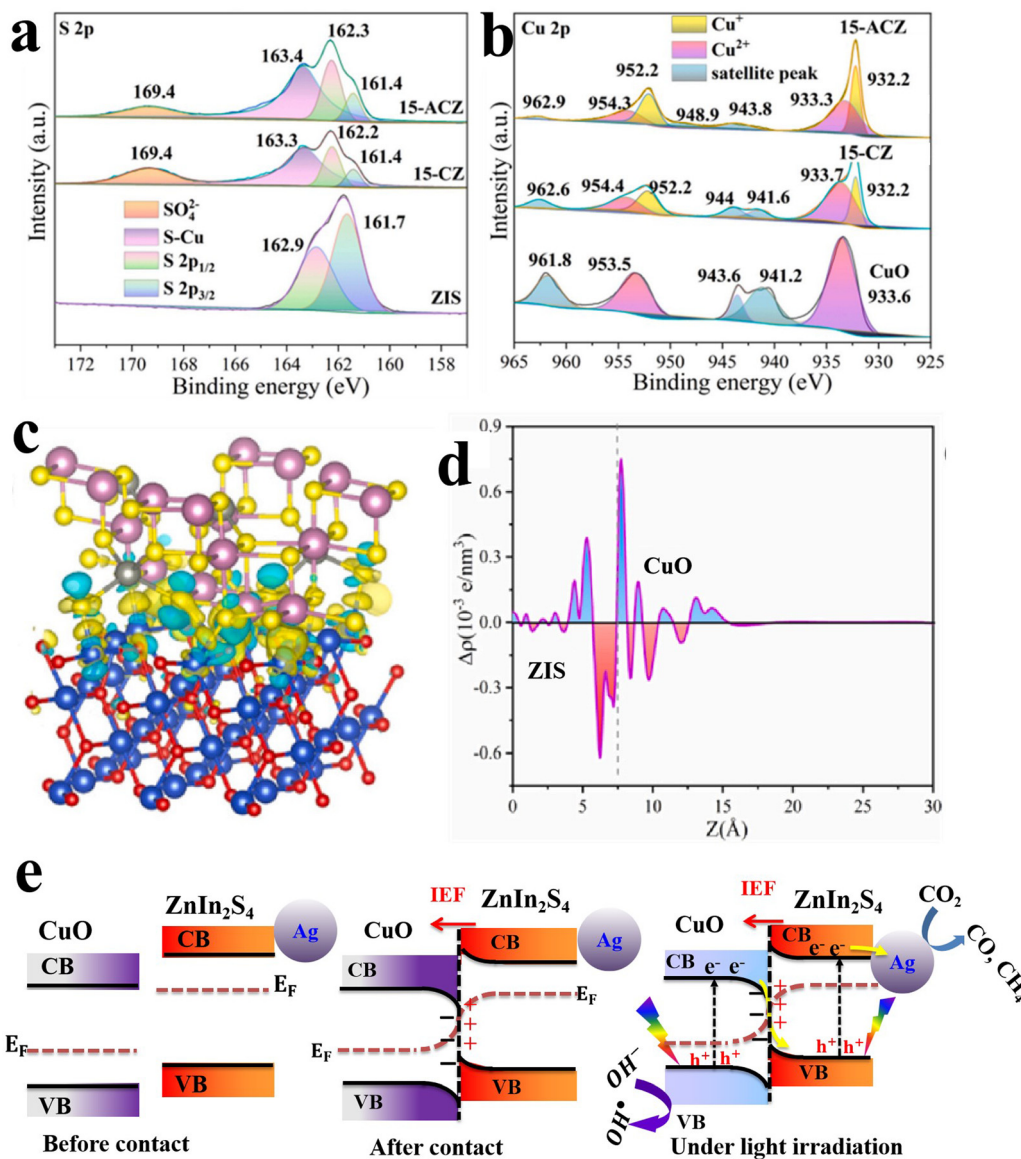 a
S 2p
162.3
163.4
15-ACZ
169.4
161.4
162.2
163.3
15-CZ
169.4
161.4
SO₄²⁻
S-Cu
S 2p₁/₂
S 2p₃/₂
161.7
162.9
ZIS
Intensity (a.u.)
172 170 168 166 164 162 160 158
Binding energy (eV)
b
Cu 2p
Cu⁺
Cu²⁺
satellite peak
15-ACZ
932.2
952.2
962.9
954.3
948.9
943.8
933.3
15-CZ
933.7
932.2
962.6
954.4
952.2
944
941.6
CuO
933.6
961.8
953.5
943.6
941.2
Intensity (a.u.)
965 960 955 950 945 940 935 930 925
Binding energy (eV)
c
d
0.9
0.6
0.3
0.0
-0.3
-0.6
Δρ(10⁻³ e/nm³)
CuO
ZIS
0 5 10 15 20 25 30
Z(Å)
e
CuO
ZnIn₂S₄
CB
CB
Ag
E_F
E_F
VB
VB
Before contact
IEF
CuO
ZnIn₂S₄
CB
CB
Ag
E_F
− − − −
+ + + +
VB
VB
After contact
IEF
CuO
ZnIn₂S₄
CO₂
CB
CB
e⁻ e⁻
e⁻ e⁻
Ag
CO, CH₄
− − − −
+ + + +
h⁺ h⁺
h⁺ h⁺
OH⁻
OH•
VB
VB
Under light irradiation